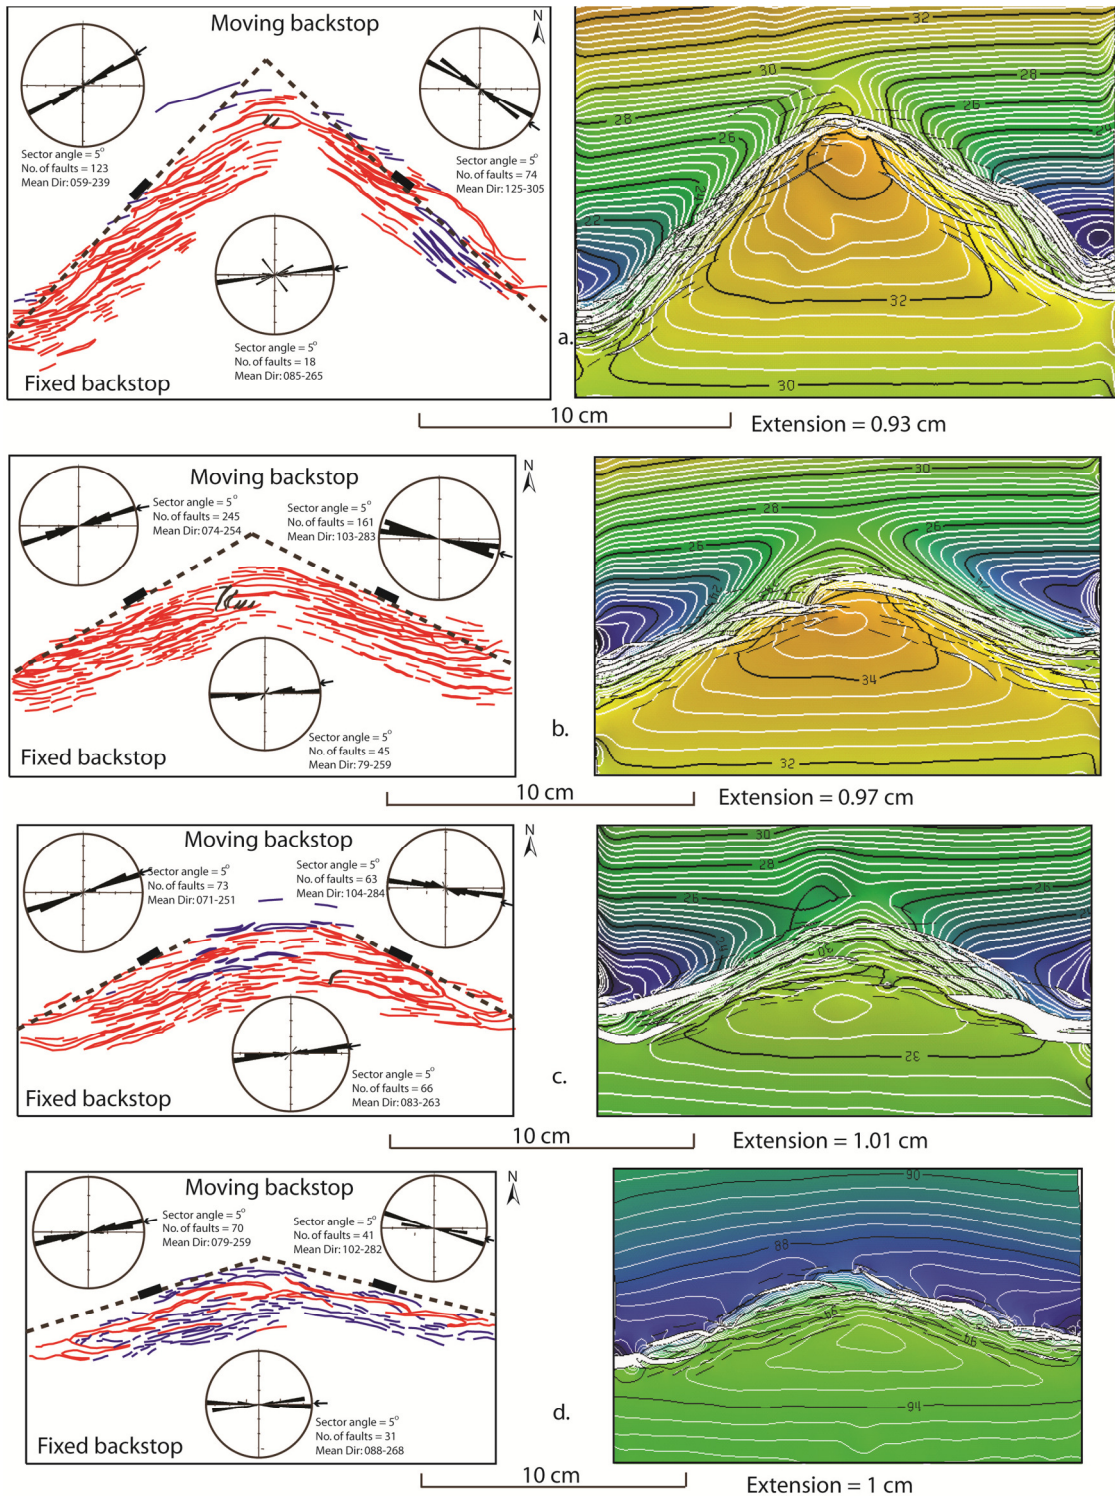 Moving backstop
N
Sector angle = 5°
No. of faults = 123
Mean Dir: 059-239
Sector angle = 5°
No. of faults = 74
Mean Dir: 125-305
Sector angle = 5°
No. of faults = 18
Mean Dir: 085-265
Fixed backstop
a.
32
30
28
28
26
26
24
22
32
30
10 cm
Extension = 0.93 cm
Moving backstop
N
Sector angle = 5°
No. of faults = 245
Mean Dir: 074-254
Sector angle = 5°
No. of faults = 161
Mean Dir: 103-283
Sector angle = 5°
No. of faults = 45
Mean Dir: 79-259
Fixed backstop
b.
30
28
26
26
34
32
10 cm
Extension = 0.97 cm
Moving backstop
N
Sector angle = 5°
No. of faults = 73
Mean Dir: 071-251
Sector angle = 5°
No. of faults = 63
Mean Dir: 104-284
Sector angle = 5°
No. of faults = 66
Mean Dir: 083-263
Fixed backstop
c.
30
28
26
26
24
30
32
10 cm
Extension = 1.01 cm
Moving backstop
N
Sector angle = 5°
No. of faults = 70
Mean Dir: 079-259
Sector angle = 5°
No. of faults = 41
Mean Dir: 102-282
Sector angle = 5°
No. of faults = 31
Mean Dir: 088-268
Fixed backstop
d.
90
88
94
94
94
10 cm
Extension = 1 cm